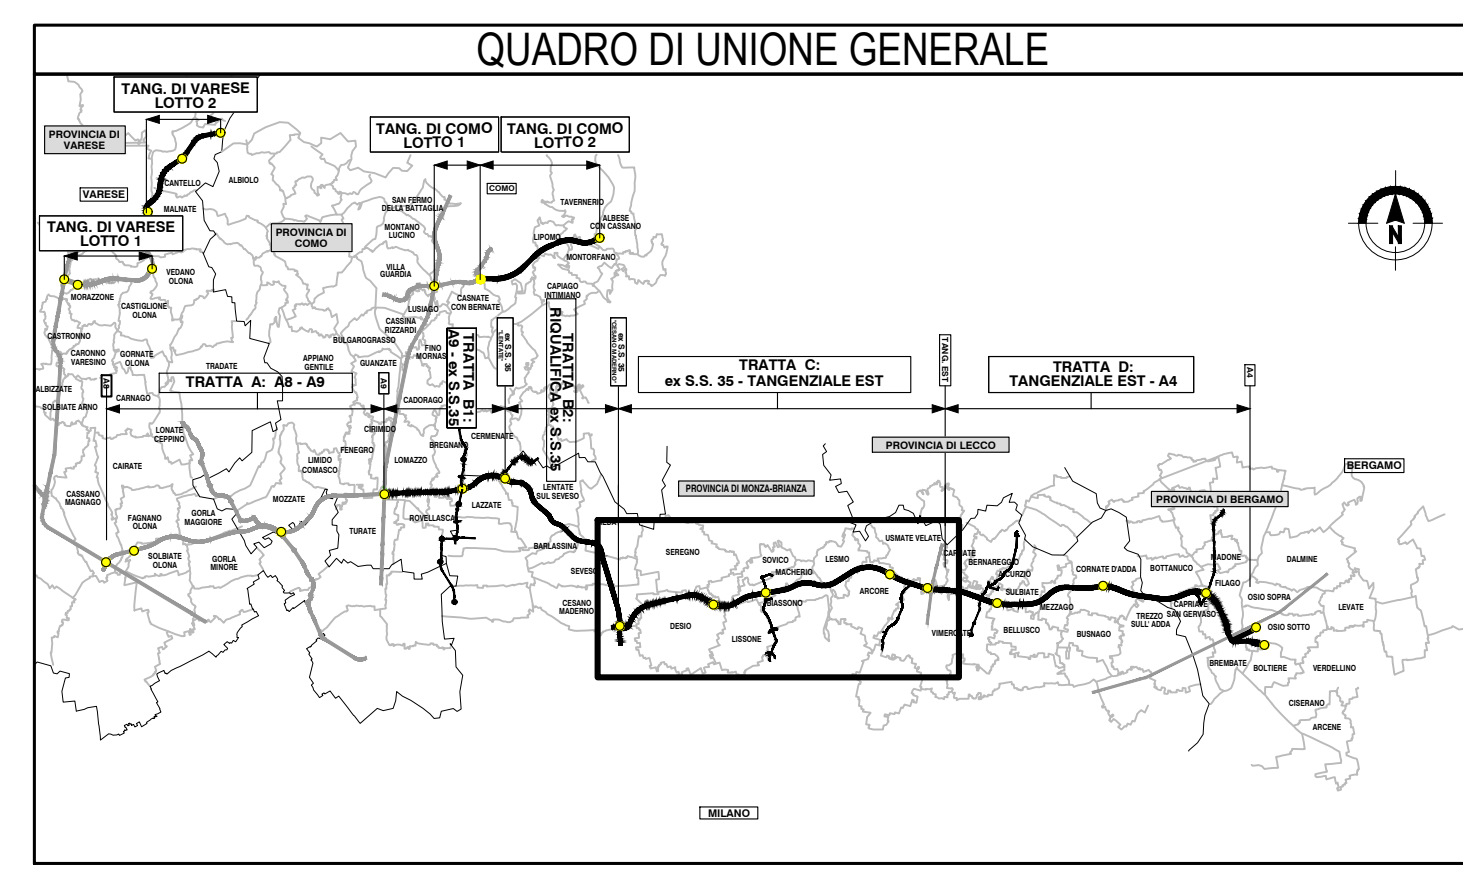 QUADRO DI UNIONE GENERALE
TANG. DI VARESE
LOTTO 2
PROVINCIA DI
VARESE
CANTELLO
ALBIOLO
VARESE
MALNATE
TANG. DI VARESE
LOTTO 1
VEDANO
OLONA
MORAZZONE
CASTIGLIONE
OLONA
PROVINCIA DI
COMO
TANG. DI COMO
LOTTO 1
TANG. DI COMO
LOTTO 2
COMO
SAN FERMO
DELLA BATTAGLIA
TAVERNERIO
MONTANO
LUCINO
ALBESE
CON CASSANO
LIPOMO
MONTORFANO
VILLA
GUARDIA
CAPIAGO
INTIMIANO
LUSIAGO
CASNATE
CON BERNATE
CASSINA
RIZZARDI
BULGAROGRASSO
N
CASTRONNO
CARONNO
VARESINO
GORNATE
OLONA
TRADATE
APPIANO
GENTILE
GUANZATE
FINO
MORNAS
ALBIZZATE
CARNAGO
SOLBIATE ARNO
A8
TRATTA A: A8 - A9
A9
CADORAGO
TRATTA B1:
A9 - ex S.S.35
ex S.S. 35
"LENTATE"
TRATTA B2:
RIQUALIFICA ex S.S.35
ex S.S. 35
"CESANO MADERNO"
TRATTA C:
ex S.S. 35 - TANGENZIALE EST
TANG. EST
TRATTA D:
TANGENZIALE EST - A4
A4
LONATE
CEPPINO
CIRIMIDO
FENEGRO
BREGNANO
CERMENATE
PROVINCIA DI LECCO
CAIRATE
LIMIDO
COMASCO
LOMAZZO
BERGAMO
CASSANO
MAGNAGO
MOZZATE
LAZZATE
LENTATE
SUL SEVESO
PROVINCIA DI MONZA-BRIANZA
PROVINCIA DI BERGAMO
FAGNANO
OLONA
GORLA
MAGGIORE
ROVELLASCA
TURATE
SOLBIATE
OLONA
GORLA
MINORE
BARLASSINA
SEREGNO
SOVICO
LESMO
USMATE VELATE
CARNATE
BERNAREGGIO
MACHERIO
AICURZIO
CORNATE D'ADDA
BOTTANUCO
MADONE
DALMINE
SEVESO
FILAGO
CESANO
MADERNO
BIASSONO
ARCORE
SULBIATE
MEZZAGO
CAPRIATE
SAN GERVASO
OSIO SOPRA
LEVATE
DESIO
LISSONE
VIMERCATE
BELLUSCO
BUSNAGO
TREZZO
SULL' ADDA
OSIO SOTTO
BREMBATE
BOLTIERE
VERDELLINO
CISERANO
ARCENE
MILANO